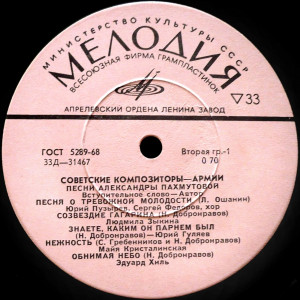 МИНИСТЕРСТВО КУЛЬТУРЫ СССР
МЕЛОДИЯ
ВСЕСОЮЗНАЯ ФИРМА ГРАМПЛАСТИНОК
АПРЕЛЕВСКИЙ ОРДЕНА ЛЕНИНА ЗАВОД
▽33
ГОСТ 5289-68
33Д—31467
Вторая гр.-1
0 70
СОВЕТСКИЕ КОМПОЗИТОРЫ—АРМИИ
ПЕСНИ АЛЕКСАНДРЫ ПАХМУТОВОЙ
Вступительное слово—Автор
ПЕСНЯ О ТРЕВОЖНОЙ МОЛОДОСТИ (Л. Ошанин)
Юрий Пузырев, Сергей Федоров, хор
СОЗВЕЗДИЕ ГАГАРИНА (Н. Добронравов)
Людмила Зыкина
ЗНАЕТЕ, КАКИМ ОН ПАРНЕМ БЫЛ
(Н. Добронравов)—Юрий Гуляев
НЕЖНОСТЬ (С. Гребенников и Н. Добронравов)
Майя Кристалинская
ОБНИМАЯ НЕБО (Н. Добронравов)
Эдуард Хиль